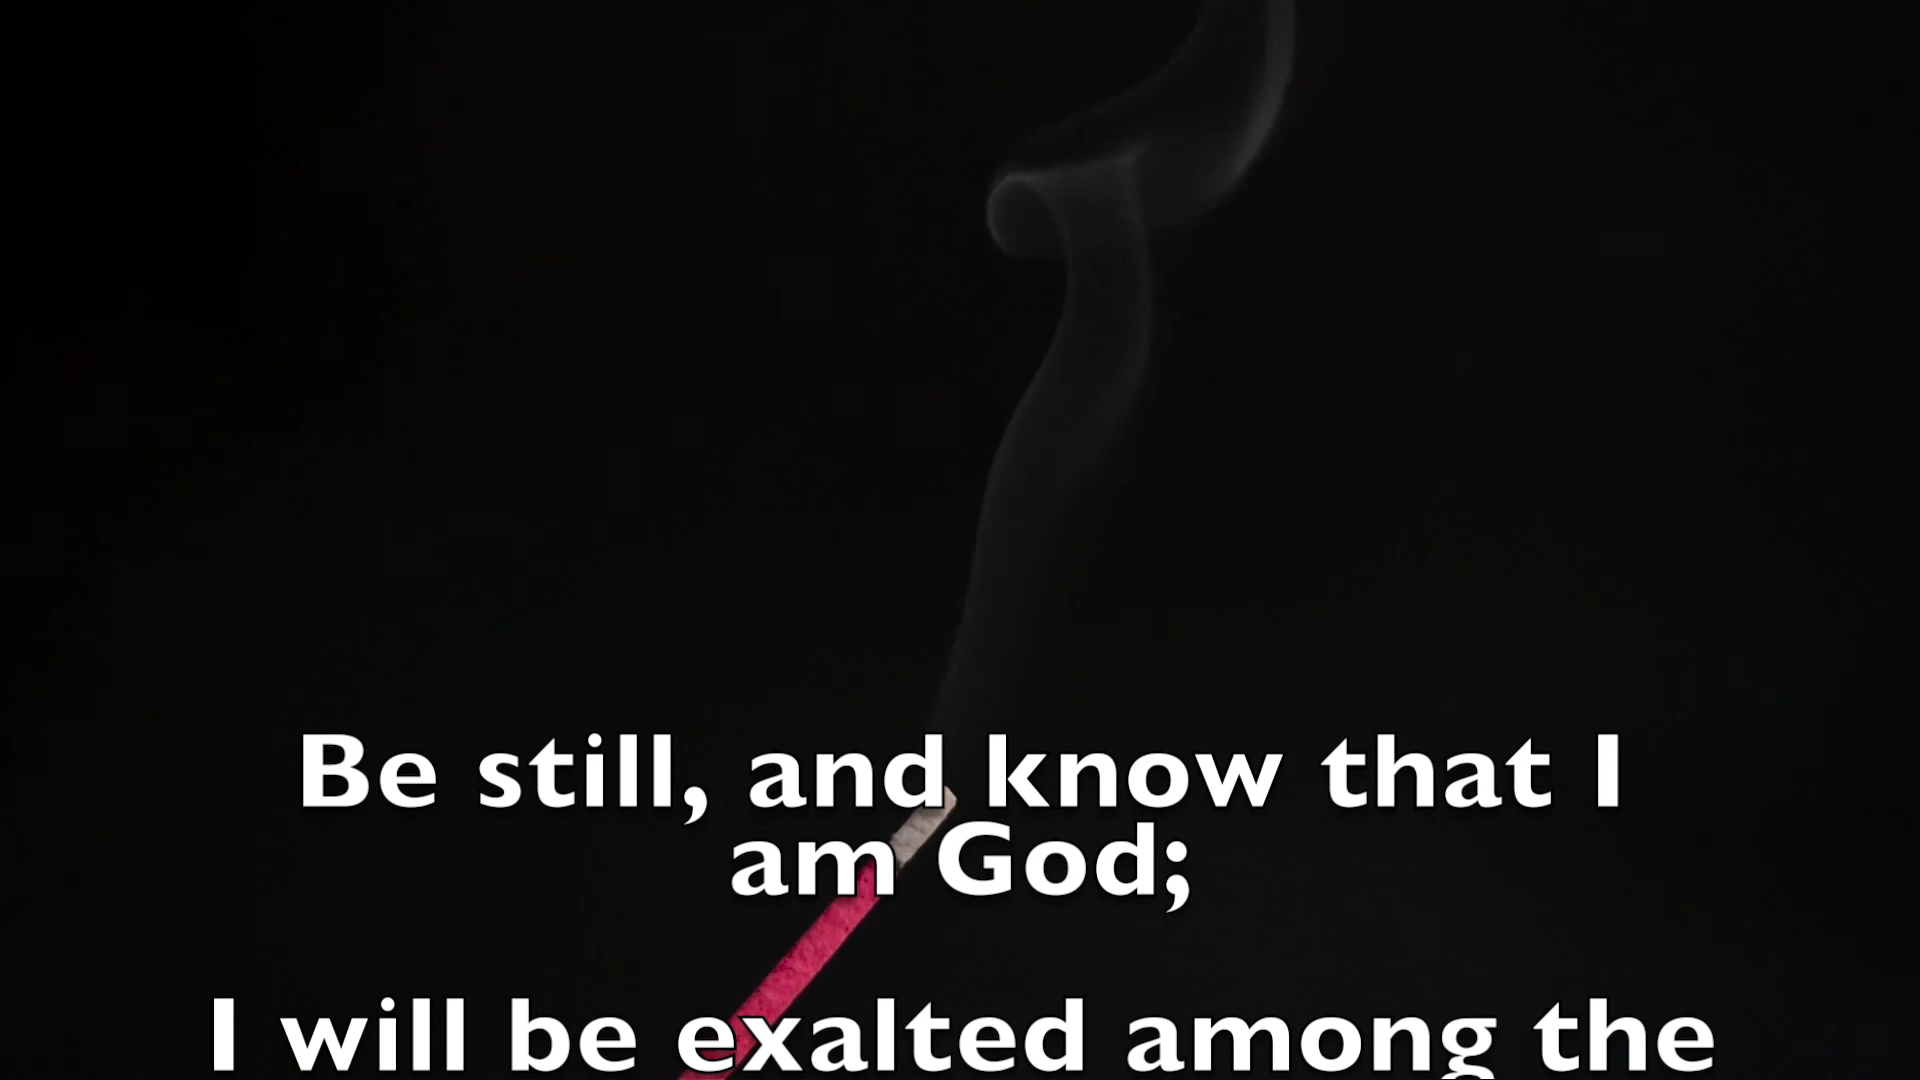 Be still, and know that I
am God;
I will be exalted among the